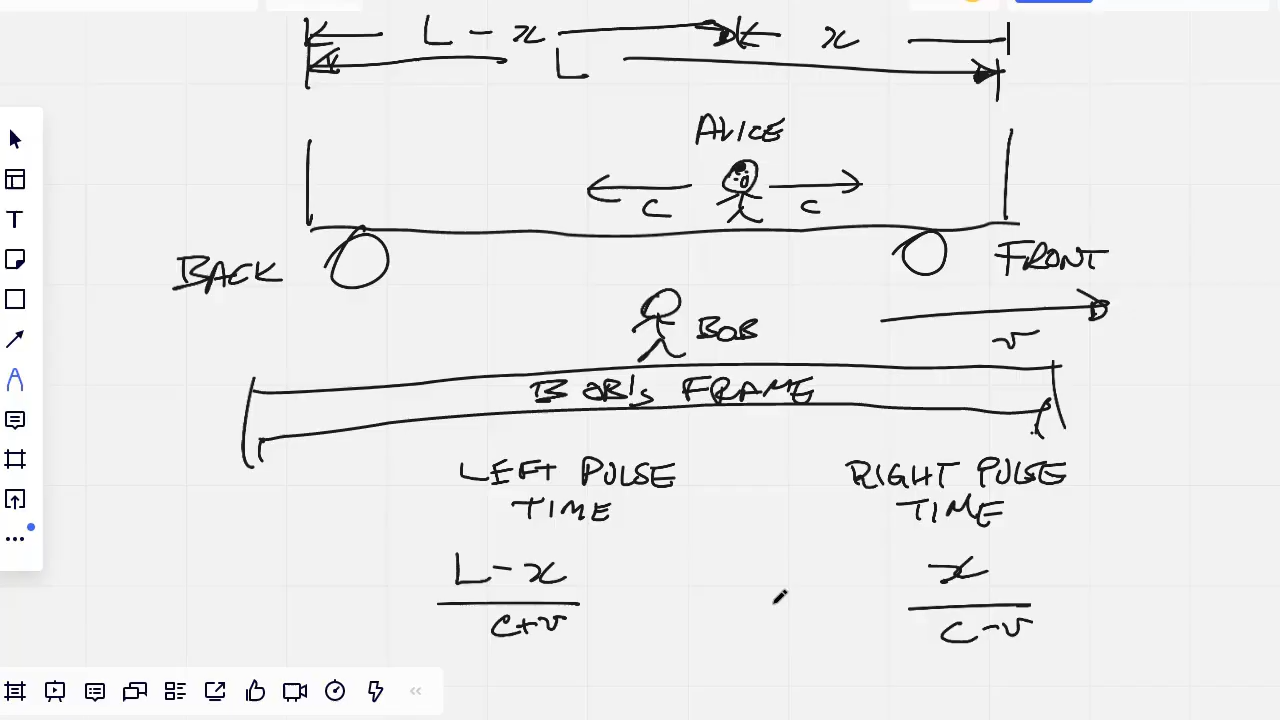 L - x x
L
ALICE
c c
BACK FRONT
BOB
v
BOB's FRAME
LEFT PULSE RIGHT PULSE
TIME TIME
L - x x
c+v c-v
T